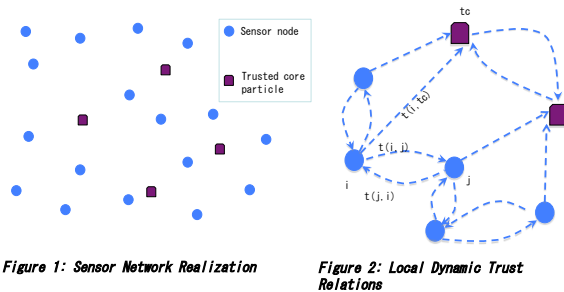 Sensor node
Trusted core
particle
tc
t(i,tc)
t(i,j)
i
j
t(j,i)
Figure 1: Sensor Network Realization
Figure 2: Local Dynamic Trust
Relations